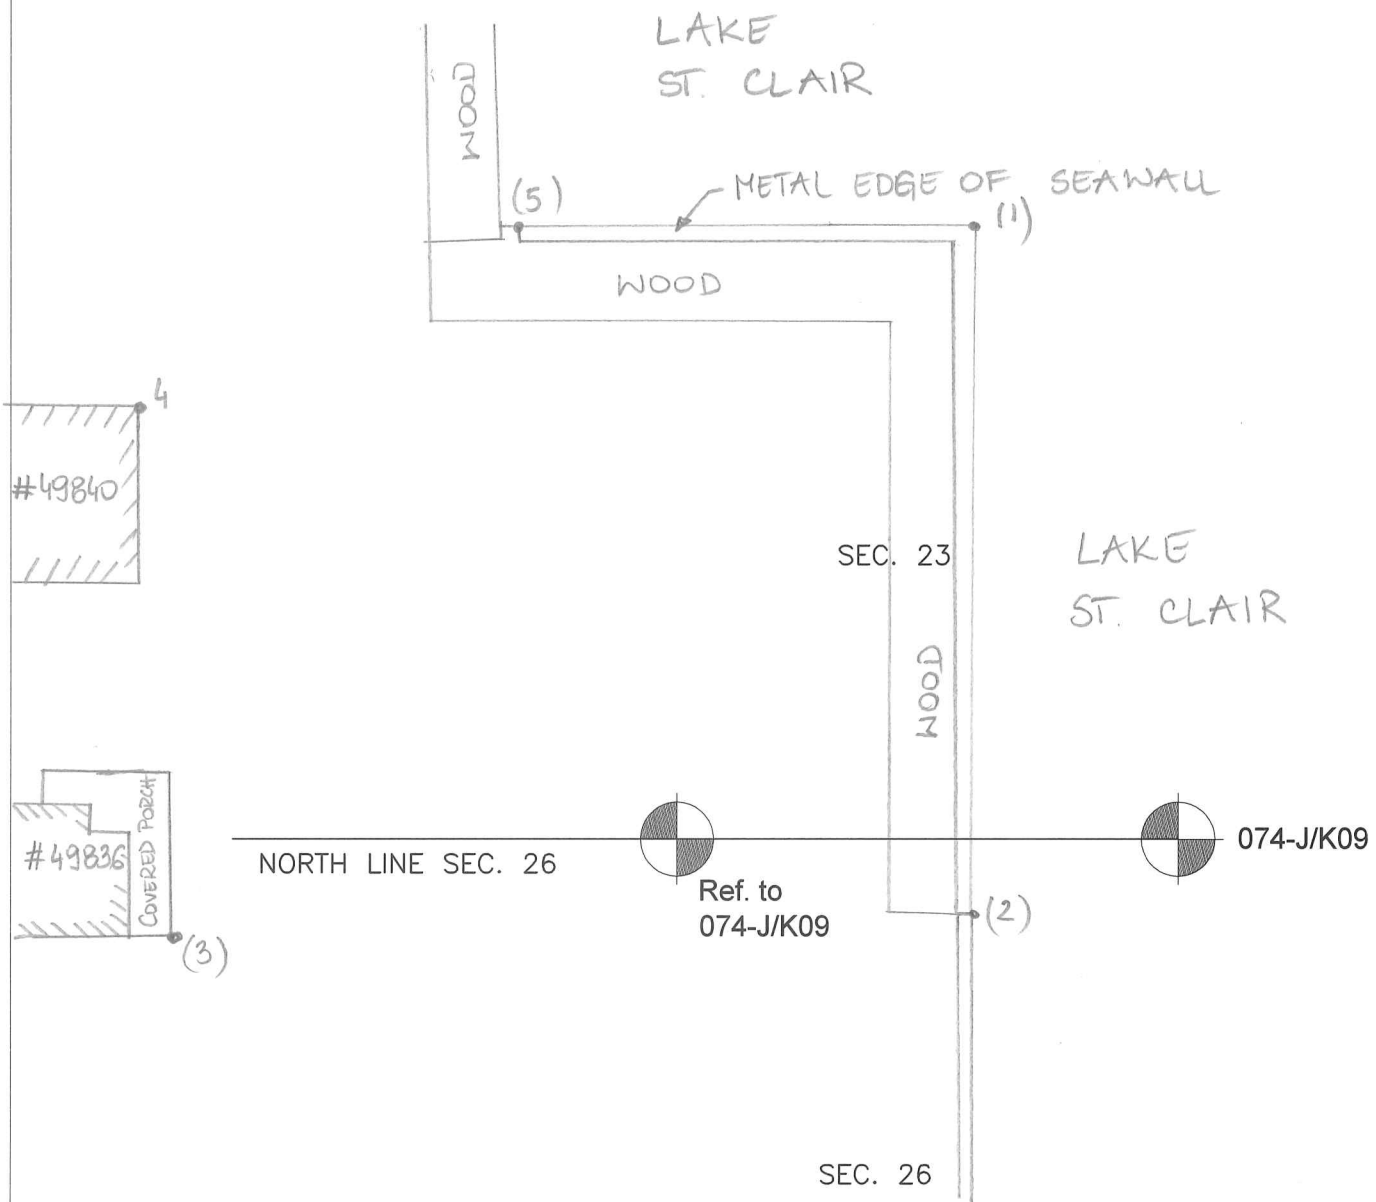 LAKE
ST. CLAIR
WOOD
(5)
METAL EDGE OF SEAWALL
(1)
WOOD
4
#49840
SEC. 23
LAKE
ST. CLAIR
WOOD
COVERED PORCH
#49836
NORTH LINE SEC. 26
074-J/K09
Ref. to
074-J/K09
(2)
(3)
SEC. 26